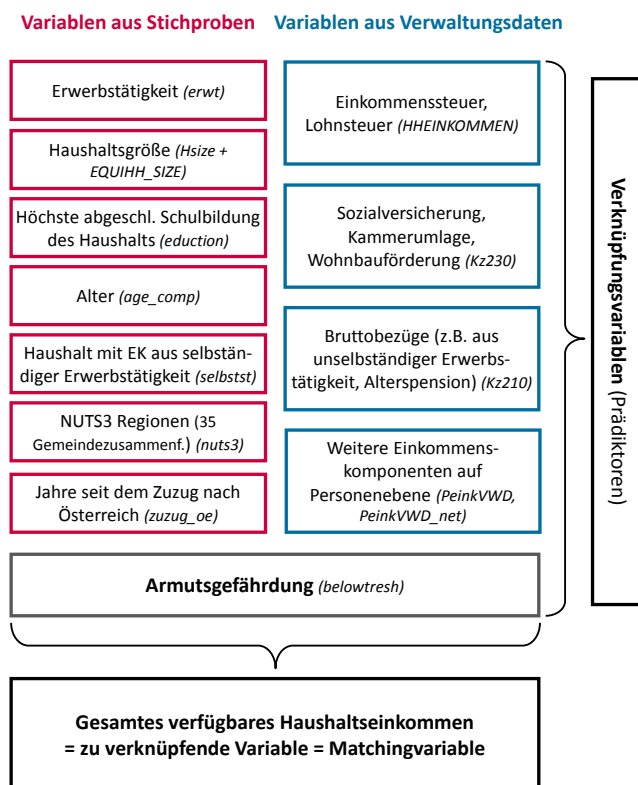 Variablen aus Stichproben
Erwerbstätigkeit (erwt)
Haushaltsgröße (Hsize +
EQUIHH_SIZE)
Höchste abgeschl. Schulbildung
des Haushalts (eduction)
Alter (age_comp)
Haushalt mit EK aus selbstän-
diger Erwerbstätigkeit (selbstst)
NUTS3 Regionen (35
Gemeindezusammenf.) (nuts3)
Jahre seit dem Zuzug nach
Österreich (zuzug_oe)
Variablen aus Verwaltungsdaten
Einkommenssteuer,
Lohnsteuer (HHEINKOMMEN)
Sozialversicherung,
Kammerumlage,
Wohnbauförderung (Kz230)
Bruttobezüge (z.B. aus
unselbständiger Erwerbs-
tätigkeit, Alterspension) (Kz210)
Weitere Einkommens-
komponenten auf
Personenebene (PeinkVWD,
PeinkVWD_net)
Armutsgefährdung (belowtresh)
Verknüpfungsvariablen (Prädiktoren)
Gesamtes verfügbares Haushaltseinkommen
= zu verknüpfende Variable = Matchingvariable